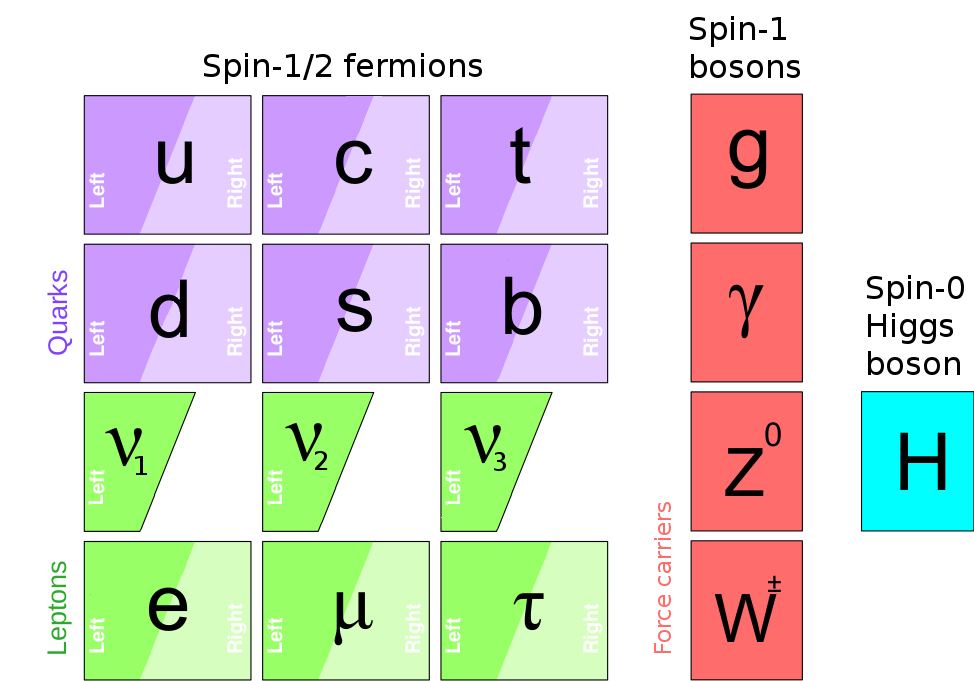 Spin-1/2 fermions
Spin-1
bosons
Spin-0
Higgs
boson
Quarks
Leptons
Force carriers
Left u Right
Left c Right
Left t Right
g
Left d Right
Left s Right
Left b Right
γ
Left ν1
Left ν2
Left ν3
Z0
H
Left e Right
Left μ Right
Left τ Right
W±